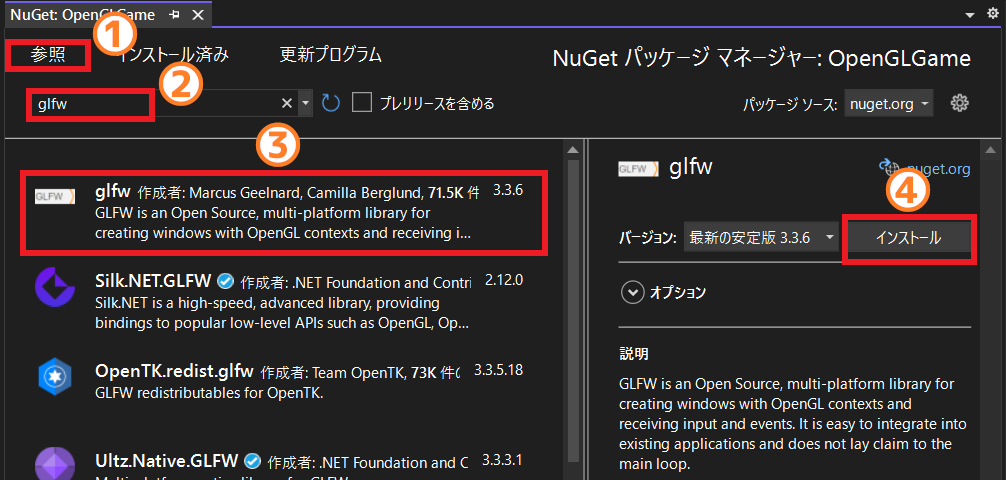 NuGet: OpenGLGame
①
参照
インストール済み
更新プログラム
NuGet パッケージ マネージャー: OpenGLGame
②
glfw
プレリリースを含める
パッケージ ソース: nuget.org
③
GLFW
glfw 作成者: Marcus Geelnard, Camilla Berglund, 71.5K 件
3.3.6
GLFW is an Open Source, multi-platform library for
creating windows with OpenGL contexts and receiving i...
Silk.NET.GLFW 作成者: .NET Foundation and Contri
2.12.0
Silk.NET is a high-speed, advanced library, providing
bindings to popular low-level APIs such as OpenGL, Op...
OpenTK.redist.glfw 作成者: Team OpenTK, 73K 件の
3.3.5.18
GLFW redistributables for OpenTK.
Ultz.Native.GLFW 作成者: .NET Foundation and C
3.3.3.1
GLFW
glfw
nuget.org
④
バージョン: 最新の安定版 3.3.6
インストール
オプション
説明
GLFW is an Open Source, multi-platform library for
creating windows with OpenGL contexts and
receiving input and events. It is easy to integrate into
existing applications and does not lay claim to the
main loop.